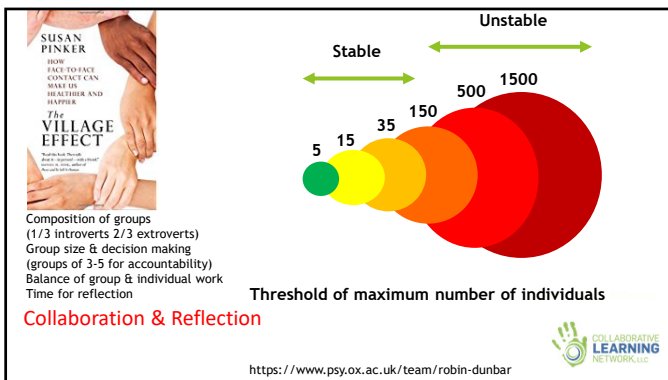 SUSAN
PINKER
HOW
FACE-TO-FACE
CONTACT CAN
MAKE US
HEALTHIER AND
HAPPIER
The
VILLAGE
EFFECT
Composition of groups
(1/3 introverts 2/3 extroverts)
Group size & decision making
(groups of 3-5 for accountability)
Balance of group & individual work
Time for reflection
Collaboration & Reflection
Unstable
Stable
5
15
35
150
500
1500
Threshold of maximum number of individuals
COLLABORATIVE
LEARNING
NETWORK, LLC
https://www.psy.ox.ac.uk/team/robin-dunbar